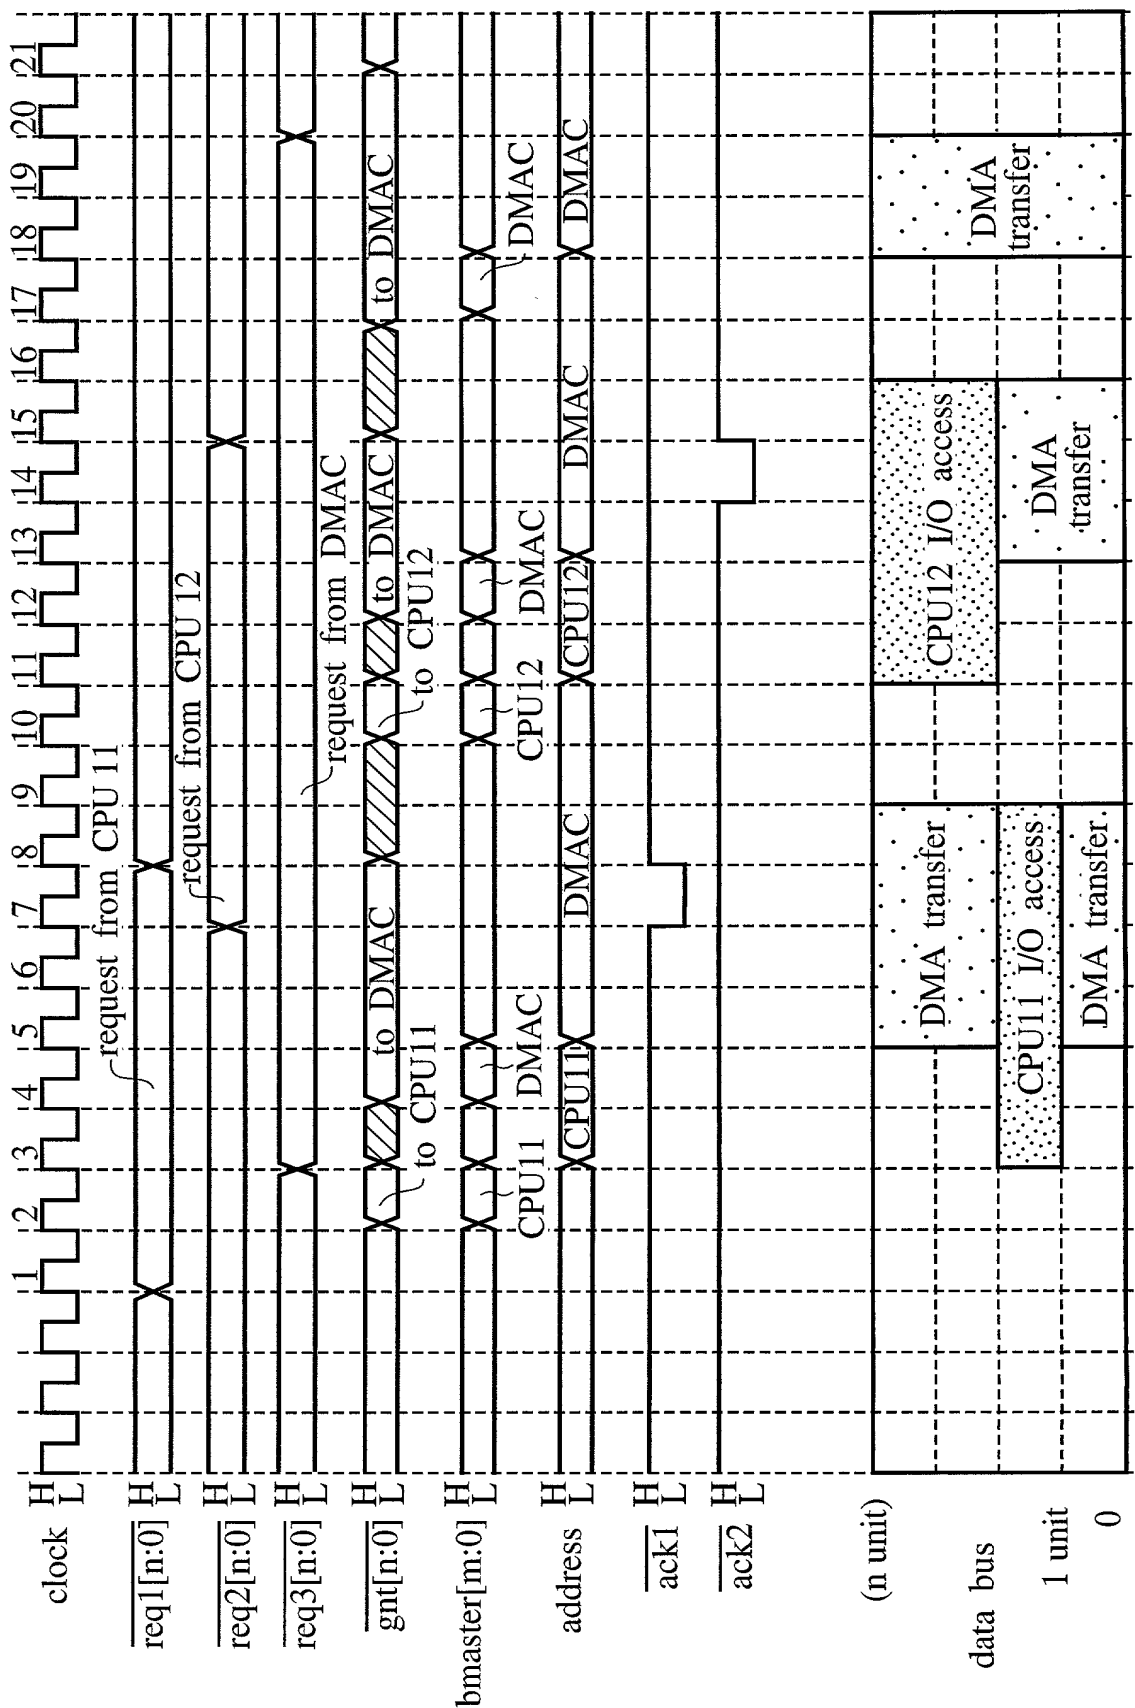 clock H L 1 2 3 4 5 6 7 8 9 10 11 12 13 14 15 16 17 18 19 20 21
req1[n:0] H L request from CPU 11
req2[n:0] H L request from CPU 12
req3[n:0] H L request from DMAC
gnt[n:0] H L to CPU11 to DMAC to CPU12 to DMAC to DMAC
bmaster[m:0] H L CPU11 DMAC CPU12 DMAC DMAC
address H L CPU11 DMAC CPU12 DMAC DMAC
ack1 H L
ack2 H L
(n unit)
data bus
1 unit
0
DMA transfer
CPU11 I/O access
DMA transfer
CPU12 I/O access
DMA
transfer
DMA
transfer